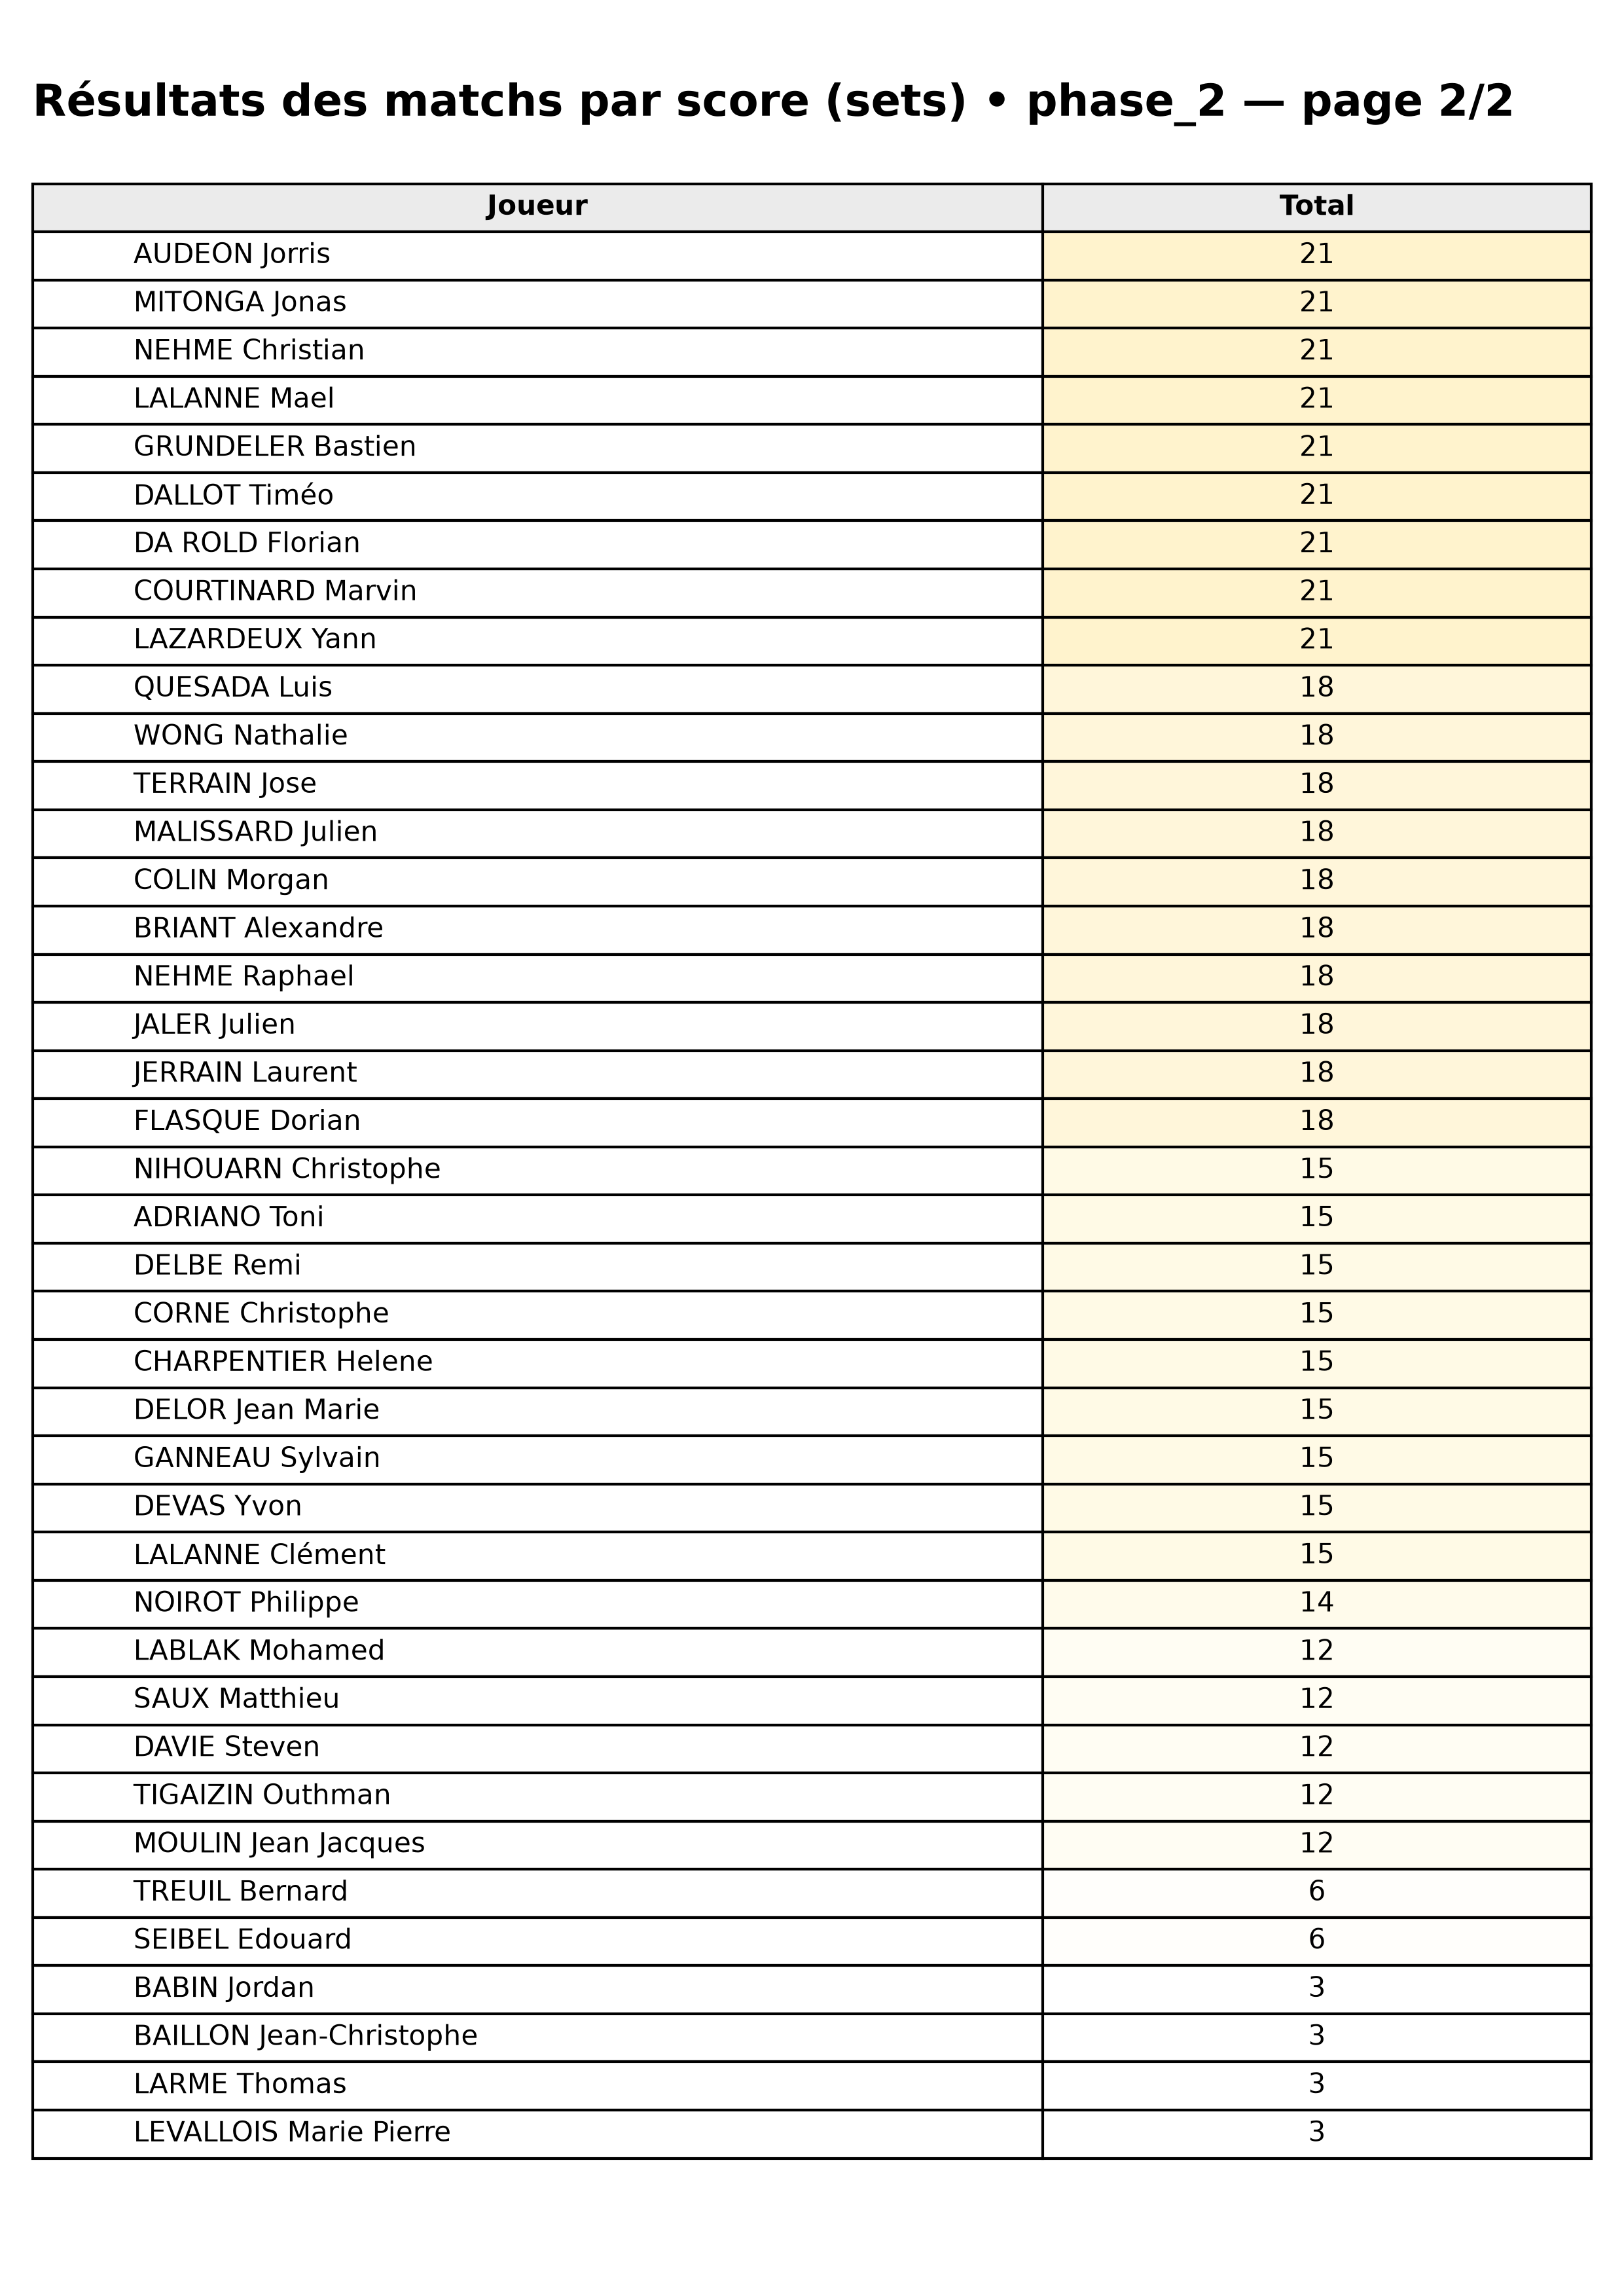 Résultats des matchs par score (sets) • phase_2 — page 2/2
Joueur Total
AUDEON Jorris 21
MITONGA Jonas 21
NEHME Christian 21
LALANNE Mael 21
GRUNDELER Bastien 21
DALLOT Timéo 21
DA ROLD Florian 21
COURTINARD Marvin 21
LAZARDEUX Yann 21
QUESADA Luis 18
WONG Nathalie 18
TERRAIN Jose 18
MALISSARD Julien 18
COLIN Morgan 18
BRIANT Alexandre 18
NEHME Raphael 18
JALER Julien 18
JERRAIN Laurent 18
FLASQUE Dorian 18
NIHOUARN Christophe 15
ADRIANO Toni 15
DELBE Remi 15
CORNE Christophe 15
CHARPENTIER Helene 15
DELOR Jean Marie 15
GANNEAU Sylvain 15
DEVAS Yvon 15
LALANNE Clément 15
NOIROT Philippe 14
LABLAK Mohamed 12
SAUX Matthieu 12
DAVIE Steven 12
TIGAIZIN Outhman 12
MOULIN Jean Jacques 12
TREUIL Bernard 6
SEIBEL Edouard 6
BABIN Jordan 3
BAILLON Jean-Christophe 3
LARME Thomas 3
LEVALLOIS Marie Pierre 3